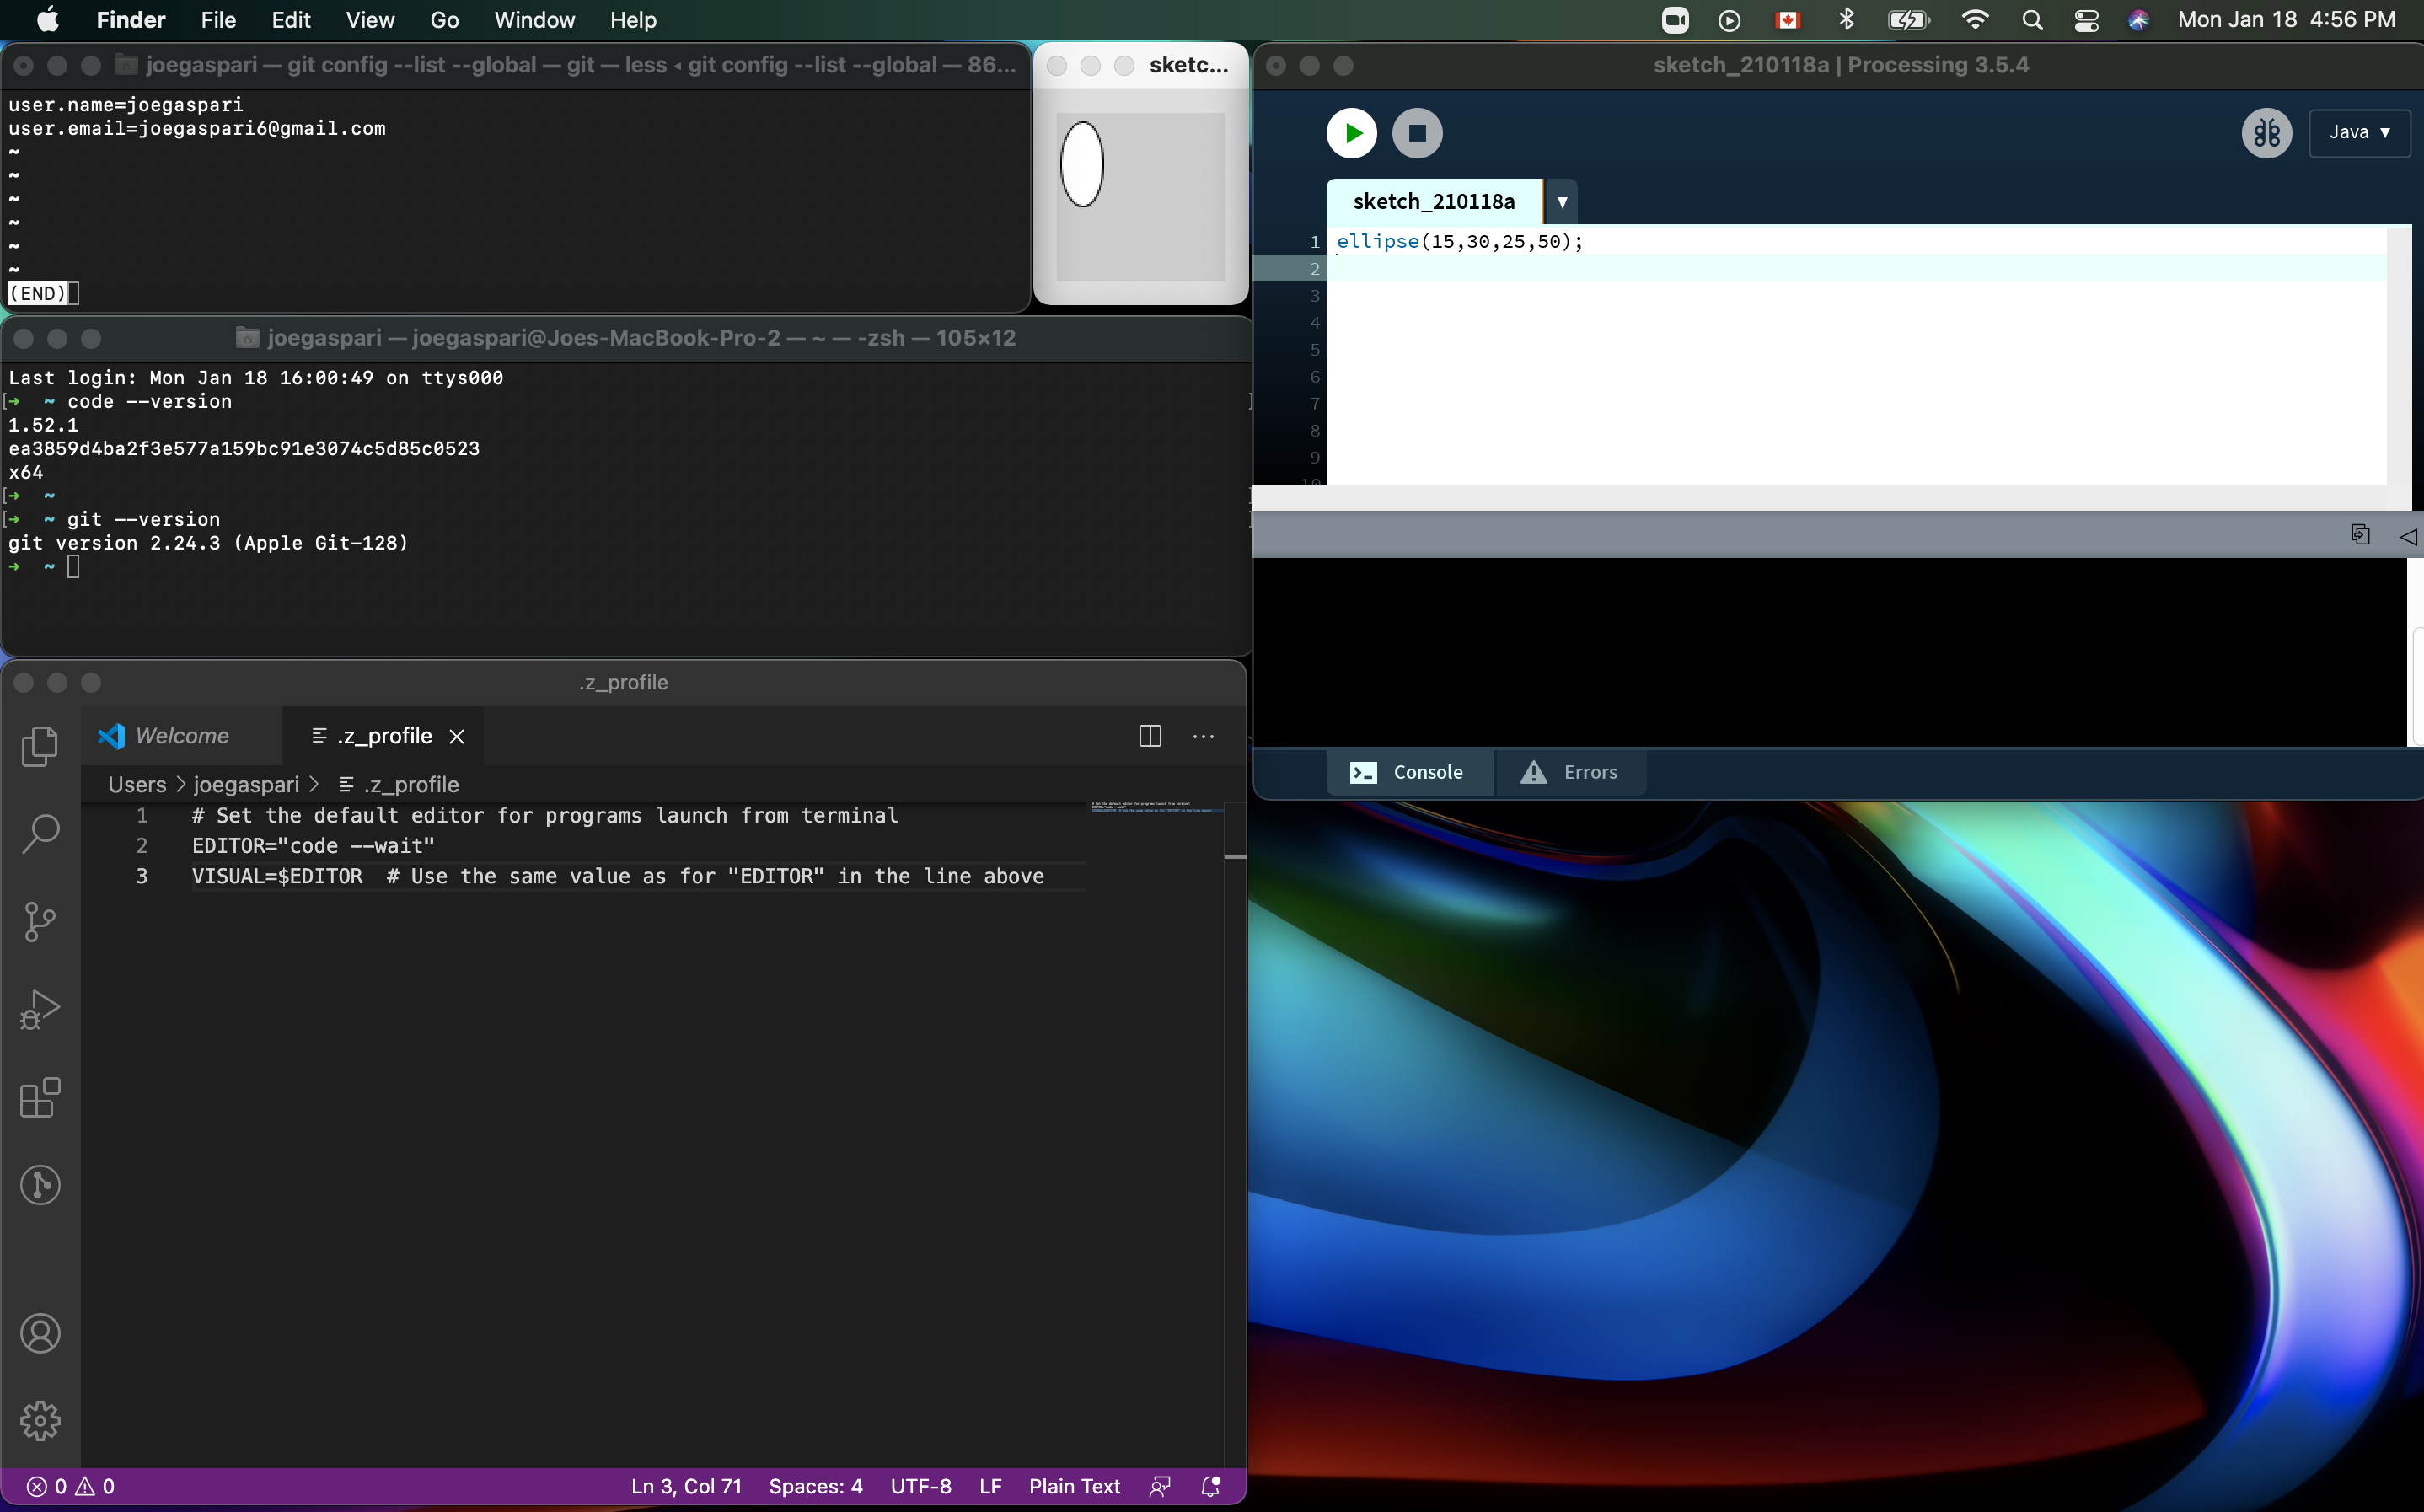 Finder File Edit View Go Window Help Mon Jan 18 4:56 PM
joegaspari — git config --list --global — git — less ◂ git config --list --global — 86...
user.name=joegaspari
user.email=joegaspari6@gmail.com
~
~
~
~
~
~
(END)
sketc...
joegaspari — joegaspari@Joes-MacBook-Pro-2 — ~ — -zsh — 105×12
Last login: Mon Jan 18 16:00:49 on ttys000
[➜ ~ code --version ]
1.52.1
ea3859d4ba2f3e577a159bc91e3074c5d85c0523
x64
[➜ ~ ]
[➜ ~ git --version ]
git version 2.24.3 (Apple Git-128)
➜ ~
sketch_210118a | Processing 3.5.4
Java ▼
sketch_210118a ▼
1 ellipse(15,30,25,50);
2
3
4
5
6
7
8
9
10
Console Errors
.z_profile
Welcome .z_profile
Users > joegaspari > .z_profile
1 # Set the default editor for programs launch from terminal
2 EDITOR="code --wait"
3 VISUAL=$EDITOR  # Use the same value as for "EDITOR" in the line above
0 0 Ln 3, Col 71 Spaces: 4 UTF-8 LF Plain Text